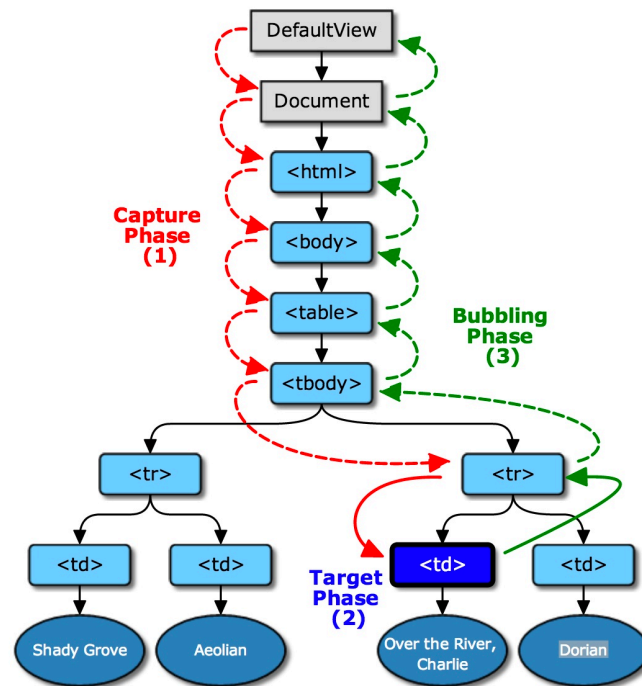 DefaultView
Document
<html>
Capture
Phase
(1)
<body>
<table>
Bubbling
Phase
(3)
<tbody>
<tr>
<tr>
<td>
<td>
Target
Phase
(2)
<td>
<td>
Shady Grove
Aeolian
Over the River,
Charlie
Dorian